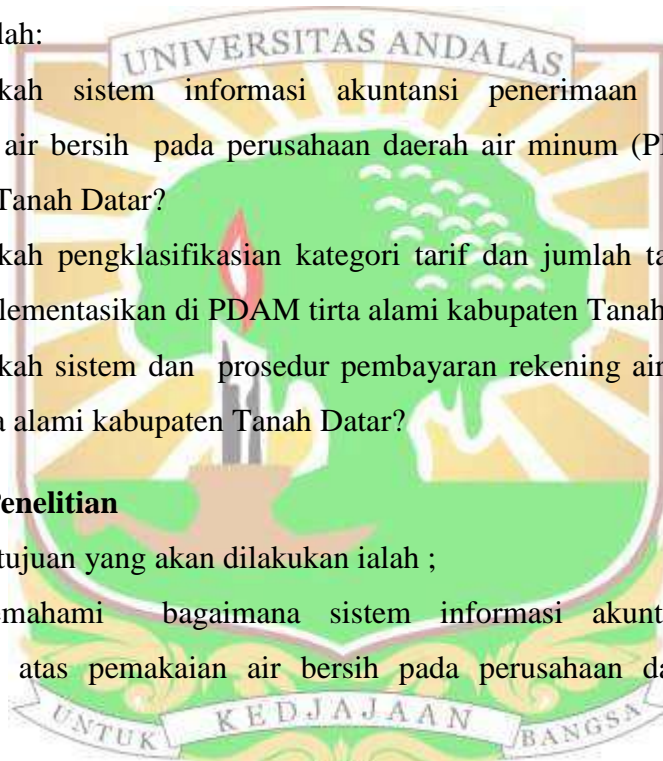 lah:
UNIVERSITAS ANDALAS
kah sistem informasi akuntansi penerimaan
air bersih pada perusahaan daerah air minum (P
Tanah Datar?
kah pengklasifikasian kategori tarif dan jumlah ta
lementasikan di PDAM tirta alami kabupaten Tanah
kah sistem dan prosedur pembayaran rekening air
a alami kabupaten Tanah Datar?
Penelitian
tujuan yang akan dilakukan ialah ;
emahami bagaimana sistem informasi akunt
atas pemakaian air bersih pada perusahaan da
UNTUK KEDJAJAAN BANGSA